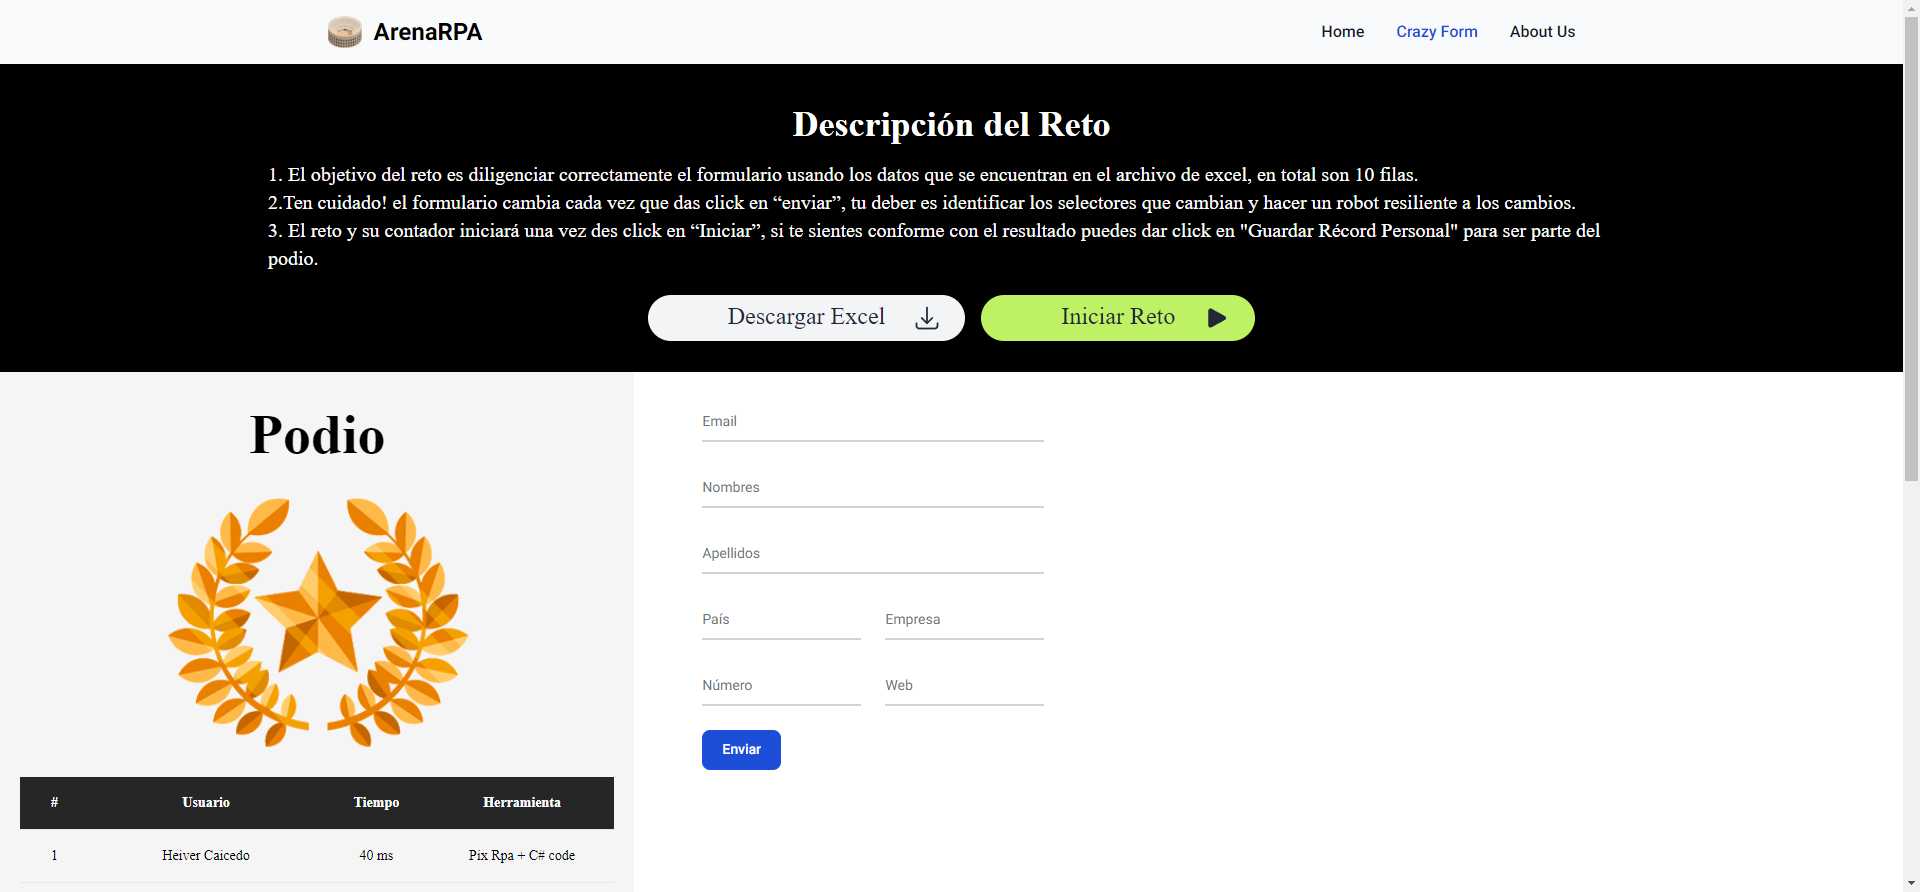 ArenaRPA
Home
Crazy Form
About Us
Descripción del Reto
1. El objetivo del reto es diligenciar correctamente el formulario usando los datos que se encuentran en el archivo de excel, en total son 10 filas.
2.Ten cuidado! el formulario cambia cada vez que das click en “enviar”, tu deber es identificar los selectores que cambian y hacer un robot resiliente a los cambios.
3. El reto y su contador iniciará una vez des click en “Iniciar”, si te sientes conforme con el resultado puedes dar click en "Guardar Récord Personal" para ser parte del
podio.
Descargar Excel
Iniciar Reto
Podio
# Usuario Tiempo Herramienta
1 Heiver Caicedo 40 ms Pix Rpa + C# code
Email
Nombres
Apellidos
País Empresa
Número Web
Enviar